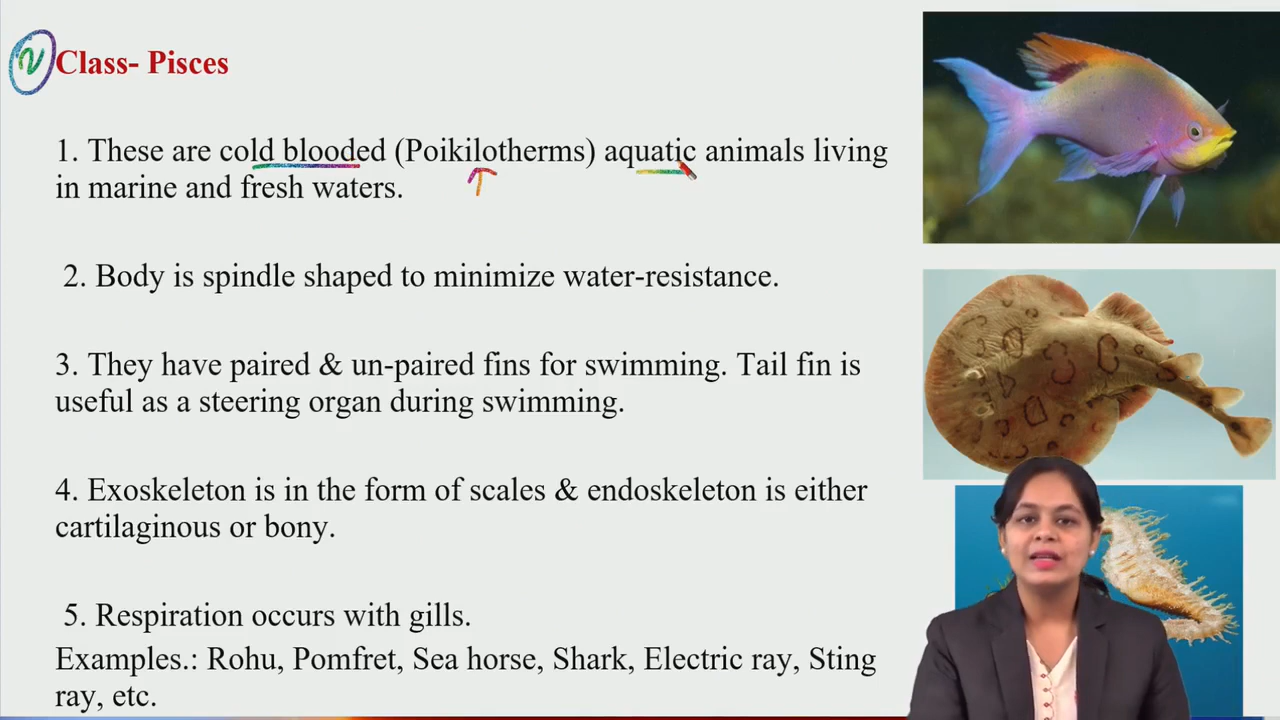 Class- Pisces
1. These are cold blooded (Poikilotherms) aquatic animals living
in marine and fresh waters.
2. Body is spindle shaped to minimize water-resistance.
3. They have paired & un-paired fins for swimming. Tail fin is
useful as a steering organ during swimming.
4. Exoskeleton is in the form of scales & endoskeleton is either
cartilaginous or bony.
5. Respiration occurs with gills.
Examples.: Rohu, Pomfret, Sea horse, Shark, Electric ray, Sting
ray, etc.